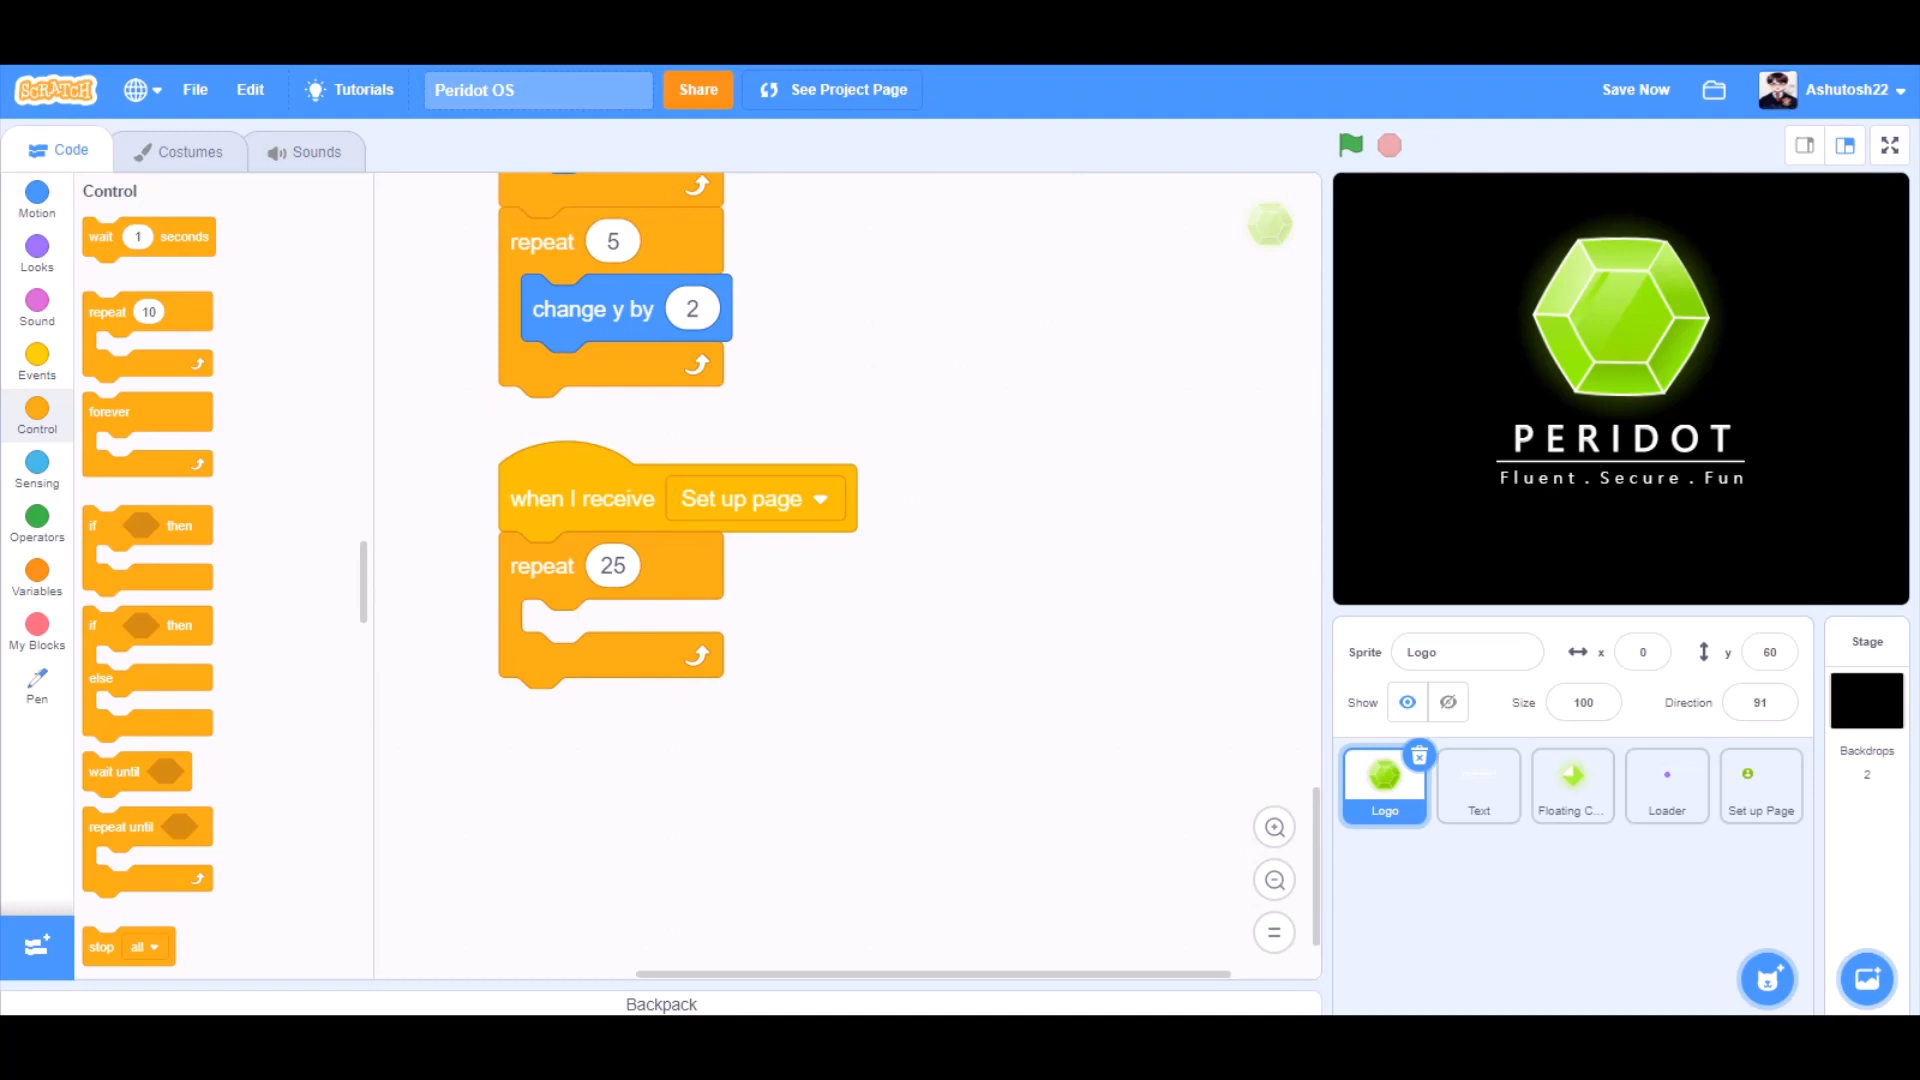 SCRATCH File Edit Tutorials Peridot OS Share See Project Page Save Now Ashutosh22
Code Costumes Sounds
Motion
Looks
Sound
Events
Control
Sensing
Operators
Variables
My Blocks
Pen
Control
wait 1 seconds
repeat 10
forever
if then
if then
else
wait until
repeat until
stop all
repeat 5
change y by 2
when I receive Set up page
repeat 25
Backpack
PERIDOT
Fluent . Secure . Fun
Sprite Logo x 0 y 60
Show Size 100 Direction 91
Logo Text Floating C... Loader Set up Page
Stage
Backdrops
2